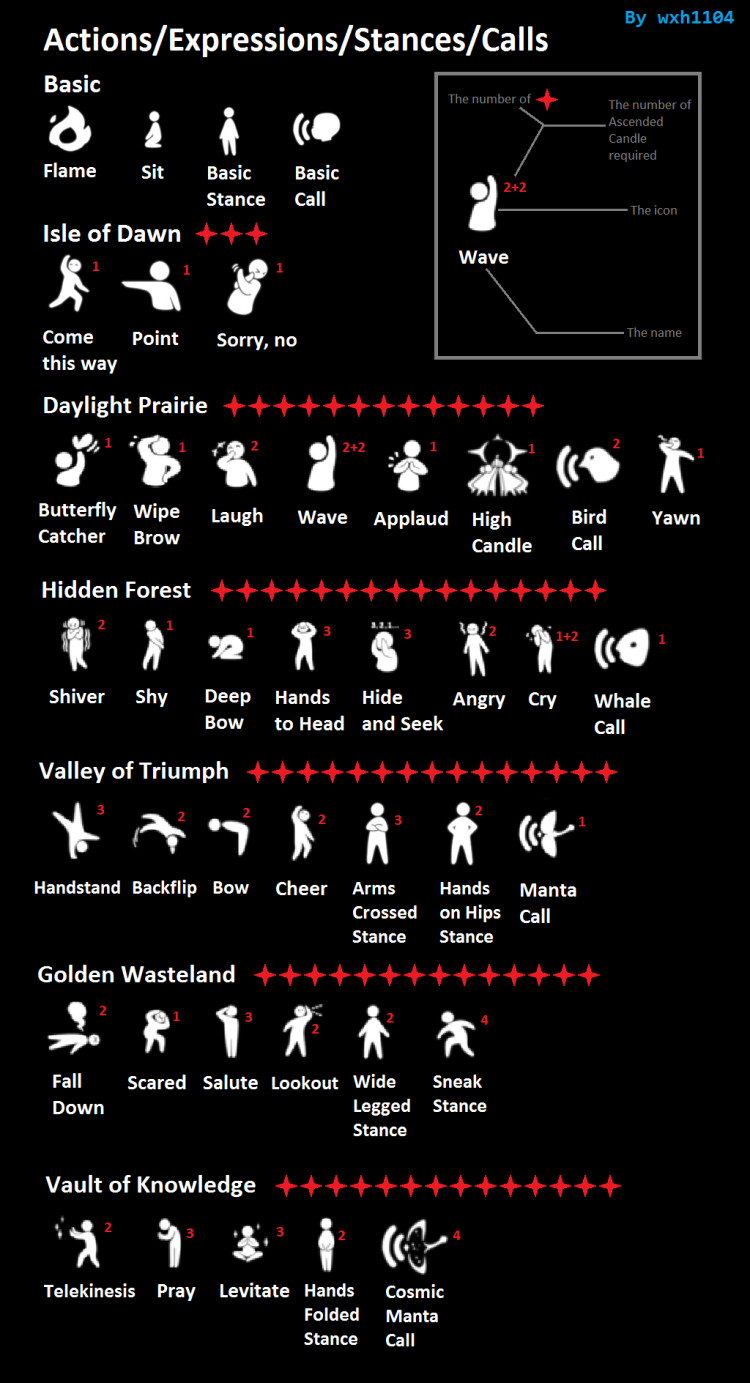 By wxh1104
Actions/Expressions/Stances/Calls
Basic
Flame
Sit
Basic
Stance
Basic
Call
The number of
The number of
Ascended
Candle
required
2+2
The icon
Wave
The name
Isle of Dawn
1
1
1
Come
this way
Point
Sorry, no
Daylight Prairie
1
1
2
2+2
1
1
2
1
Butterfly
Catcher
Wipe
Brow
Laugh
Wave
Applaud
High
Candle
Bird
Call
Yawn
Hidden Forest
2
1
1
3
3.2.1...
3
2
1+2
1
Shiver
Shy
Deep
Bow
Hands
to Head
Hide
and Seek
Angry
Cry
Whale
Call
Valley of Triumph
3
2
2
2
3
2
1
Handstand
Backflip
Bow
Cheer
Arms
Crossed
Stance
Hands
on Hips
Stance
Manta
Call
Golden Wasteland
2
1
3
2
2
4
Fall
Down
Scared
Salute
Lookout
Wide
Legged
Stance
Sneak
Stance
Vault of Knowledge
2
3
3
2
4
Telekinesis
Pray
Levitate
Hands
Folded
Stance
Cosmic
Manta
Call